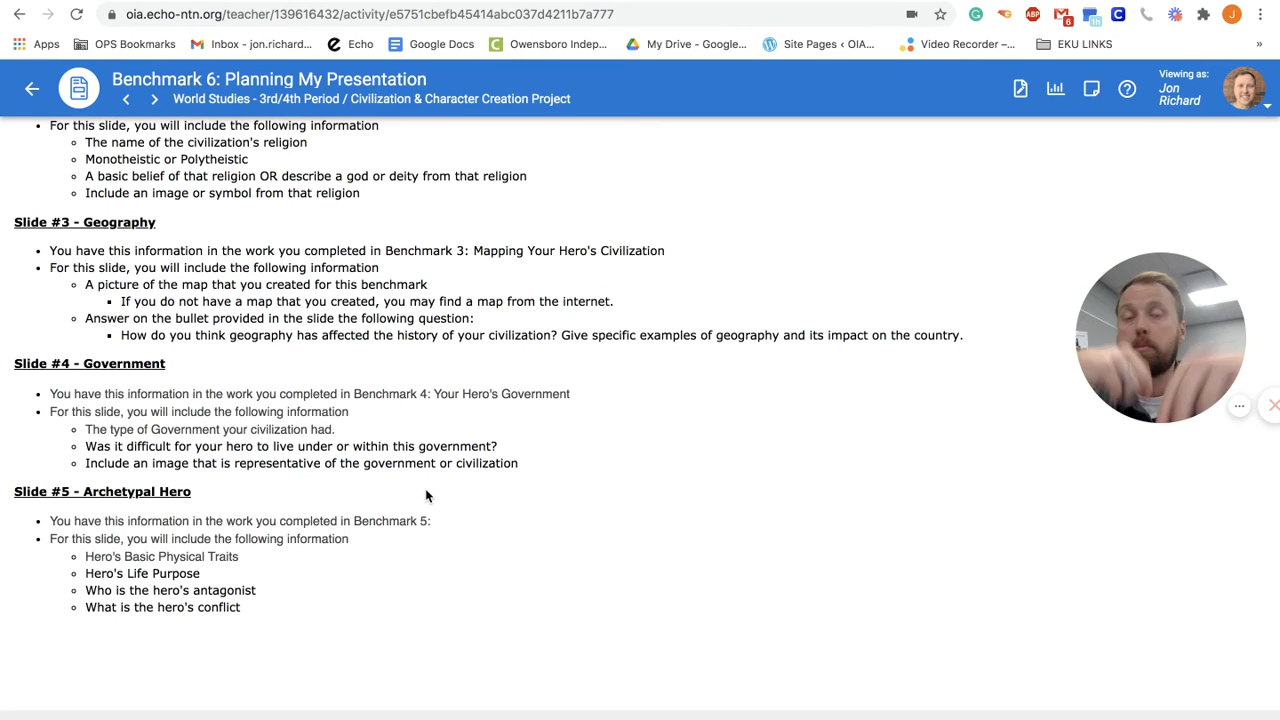 oia.echo-ntn.org/teacher/139616432/activity/e5751cbefb45414abc037d4211b7a777
6
1h
C
J
Apps
OPS Bookmarks
Inbox - jon.richard...
Echo
Google Docs
Owensboro Indep...
My Drive - Google...
Site Pages ‹ OIA...
Video Recorder –...
EKU LINKS
»
Benchmark 6: Planning My Presentation
World Studies - 3rd/4th Period / Civilization & Character Creation Project
Viewing as:
Jon
Richard
• For this slide, you will include the following information
◦ The name of the civilization's religion
◦ Monotheistic or Polytheistic
◦ A basic belief of that religion OR describe a god or deity from that religion
◦ Include an image or symbol from that religion
Slide #3 - Geography
• You have this information in the work you completed in Benchmark 3: Mapping Your Hero's Civilization
• For this slide, you will include the following information
◦ A picture of the map that you created for this benchmark
▪ If you do not have a map that you created, you may find a map from the internet.
◦ Answer on the bullet provided in the slide the following question:
▪ How do you think geography has affected the history of your civilization? Give specific examples of geography and its impact on the country.
Slide #4 - Government
• You have this information in the work you completed in Benchmark 4: Your Hero's Government
• For this slide, you will include the following information
◦ The type of Government your civilization had.
◦ Was it difficult for your hero to live under or within this government?
◦ Include an image that is representative of the government or civilization
Slide #5 - Archetypal Hero
• You have this information in the work you completed in Benchmark 5:
• For this slide, you will include the following information
◦ Hero's Basic Physical Traits
◦ Hero's Life Purpose
◦ Who is the hero's antagonist
◦ What is the hero's conflict